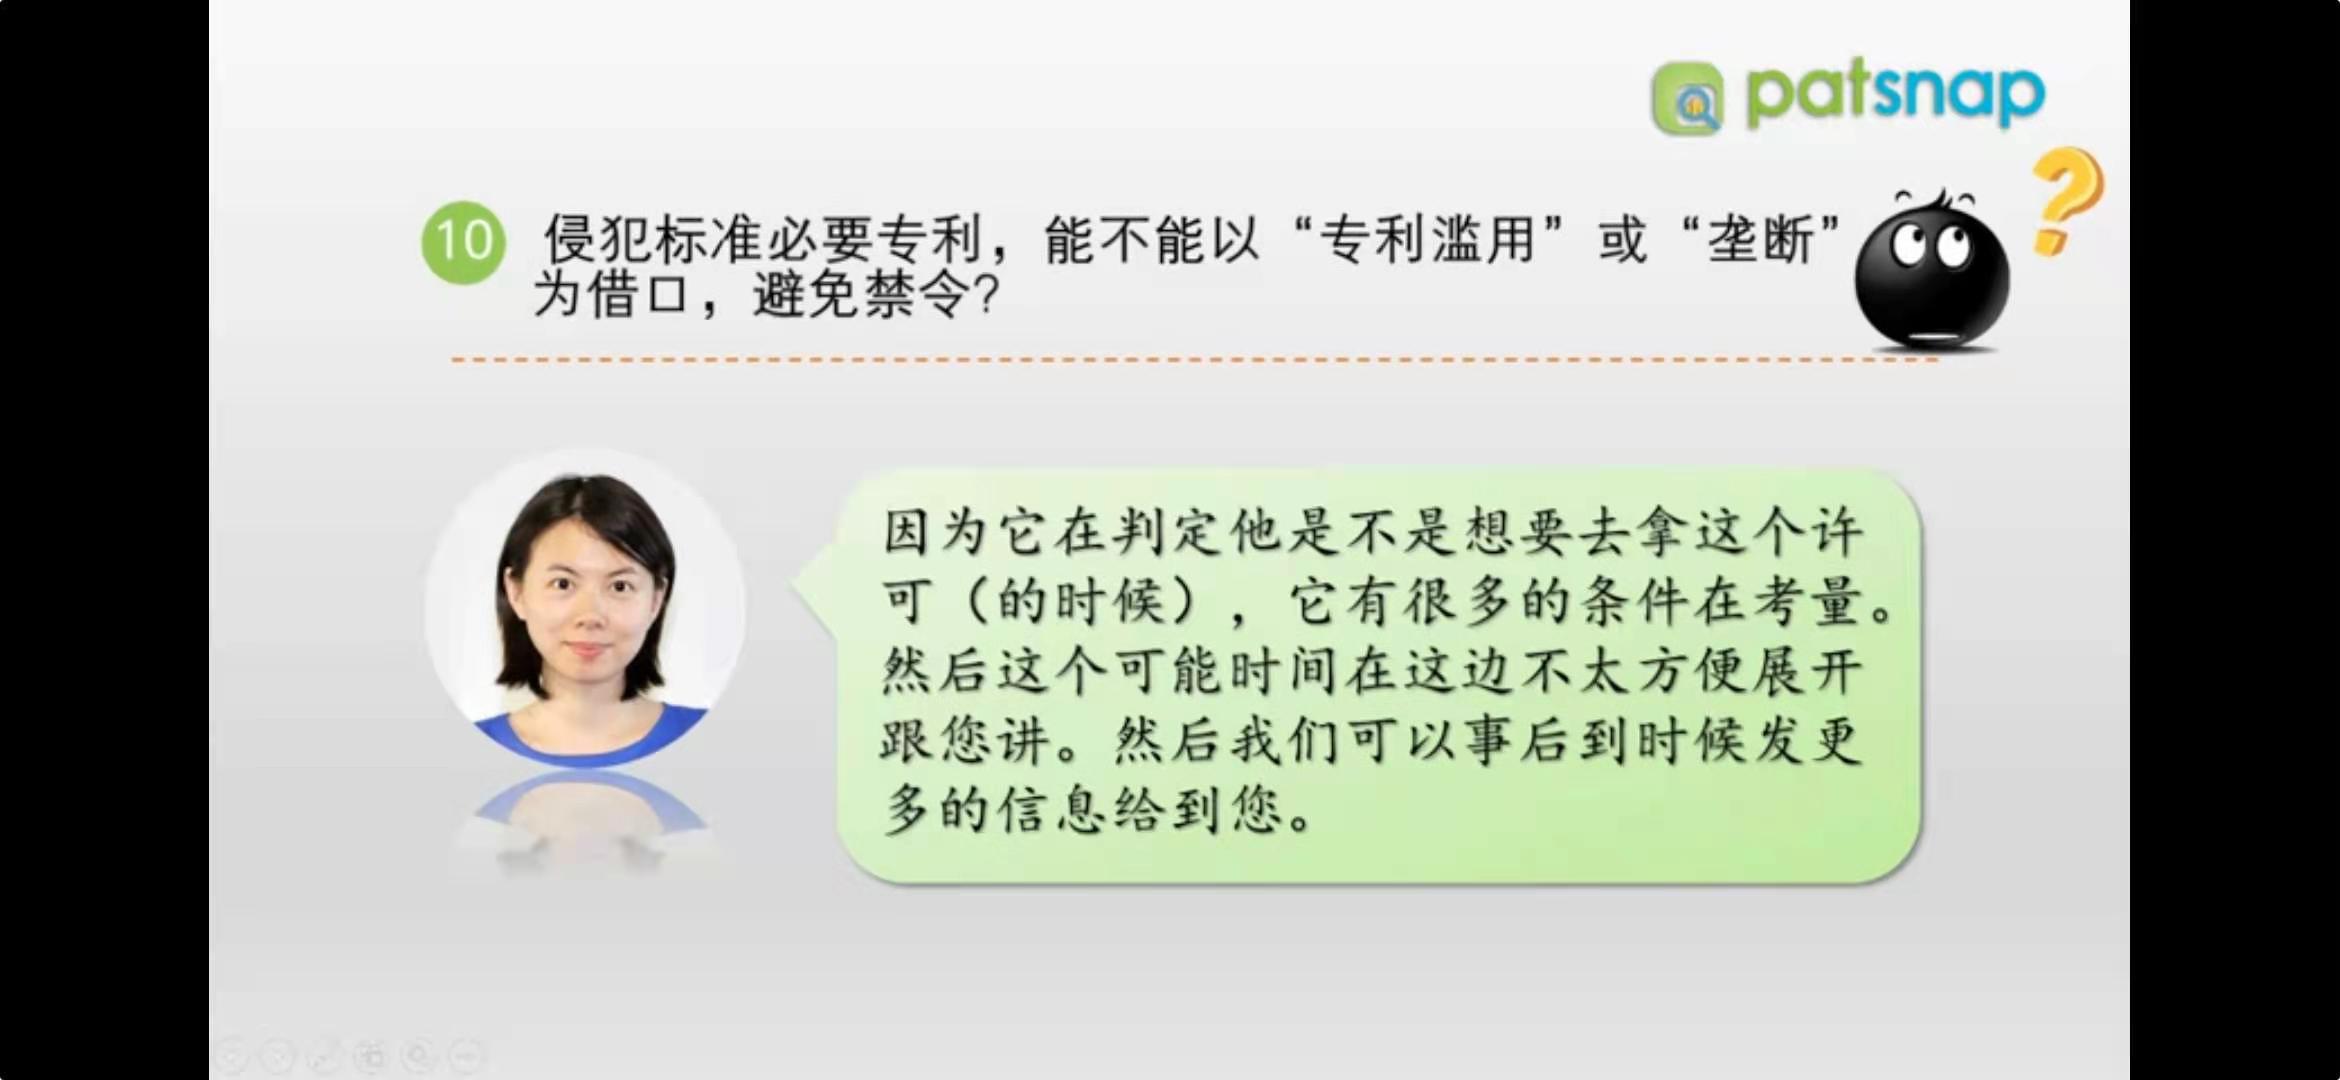 patsnap
10 侵犯标准必要专利，能不能以“专利滥用”或“垄断”
为借口，避免禁令？
因为它在判定他是不是想要去拿这个许
可（的时候），它有很多的条件在考量。
然后这个可能时间在这边不太方便展开
跟您讲。然后我们可以事后到时候发更
多的信息给到您。